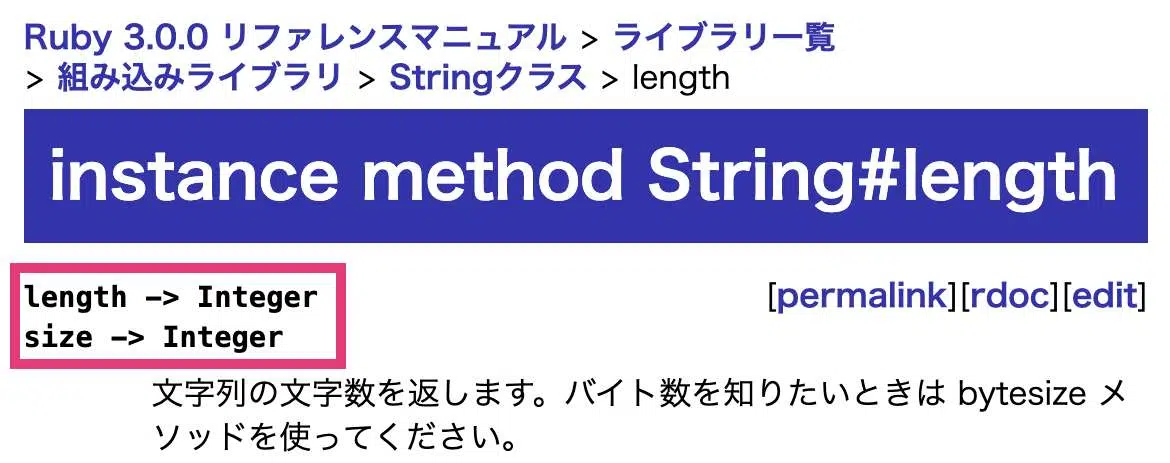 Ruby 3.0.0 リファレンスマニュアル > ライブラリ一覧
> 組み込みライブラリ > Stringクラス > length
instance method String#length
length -> Integer
[permalink][rdoc][edit]
size -> Integer
文字列の文字数を返します。バイト数を知りたいときは bytesize メ
ソッドを使ってください。